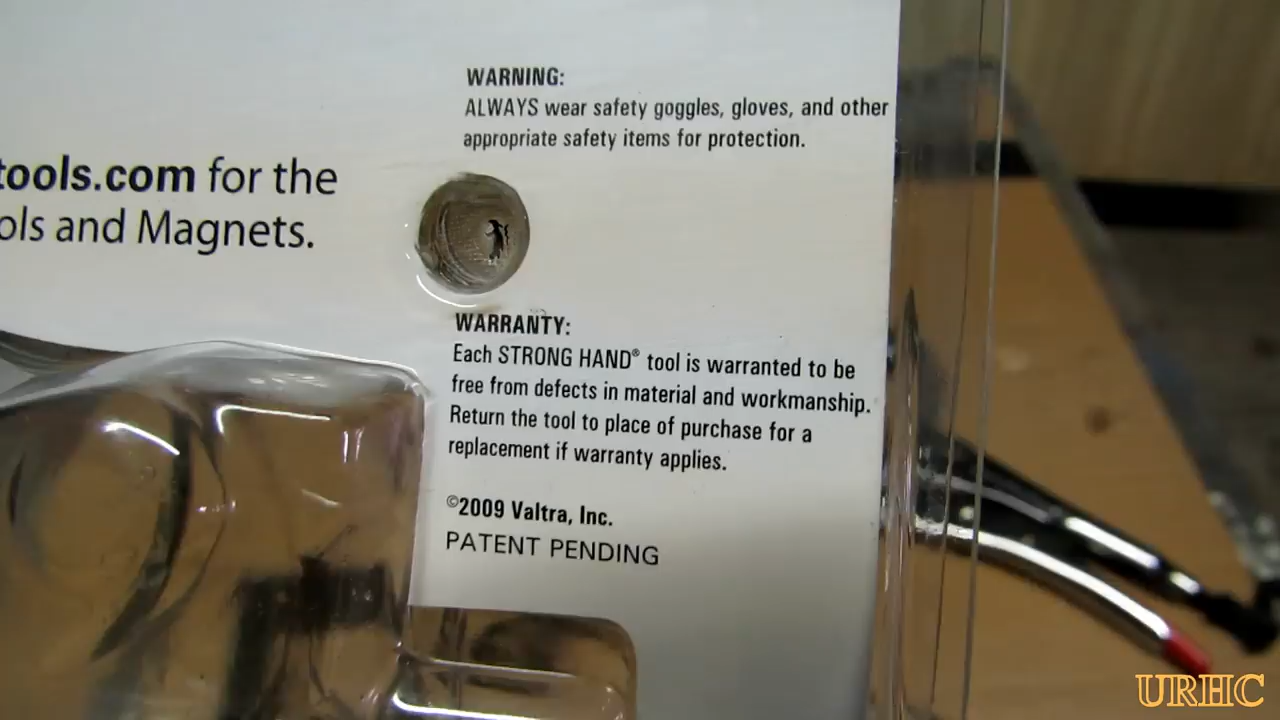 WARNING:
ALWAYS wear safety goggles, gloves, and other
appropriate safety items for protection.
tools.com for the
ols and Magnets.
WARRANTY:
Each STRONG HAND® tool is warranted to be
free from defects in material and workmanship.
Return the tool to place of purchase for a
replacement if warranty applies.
©2009 Valtra, Inc.
PATENT PENDING
URHC